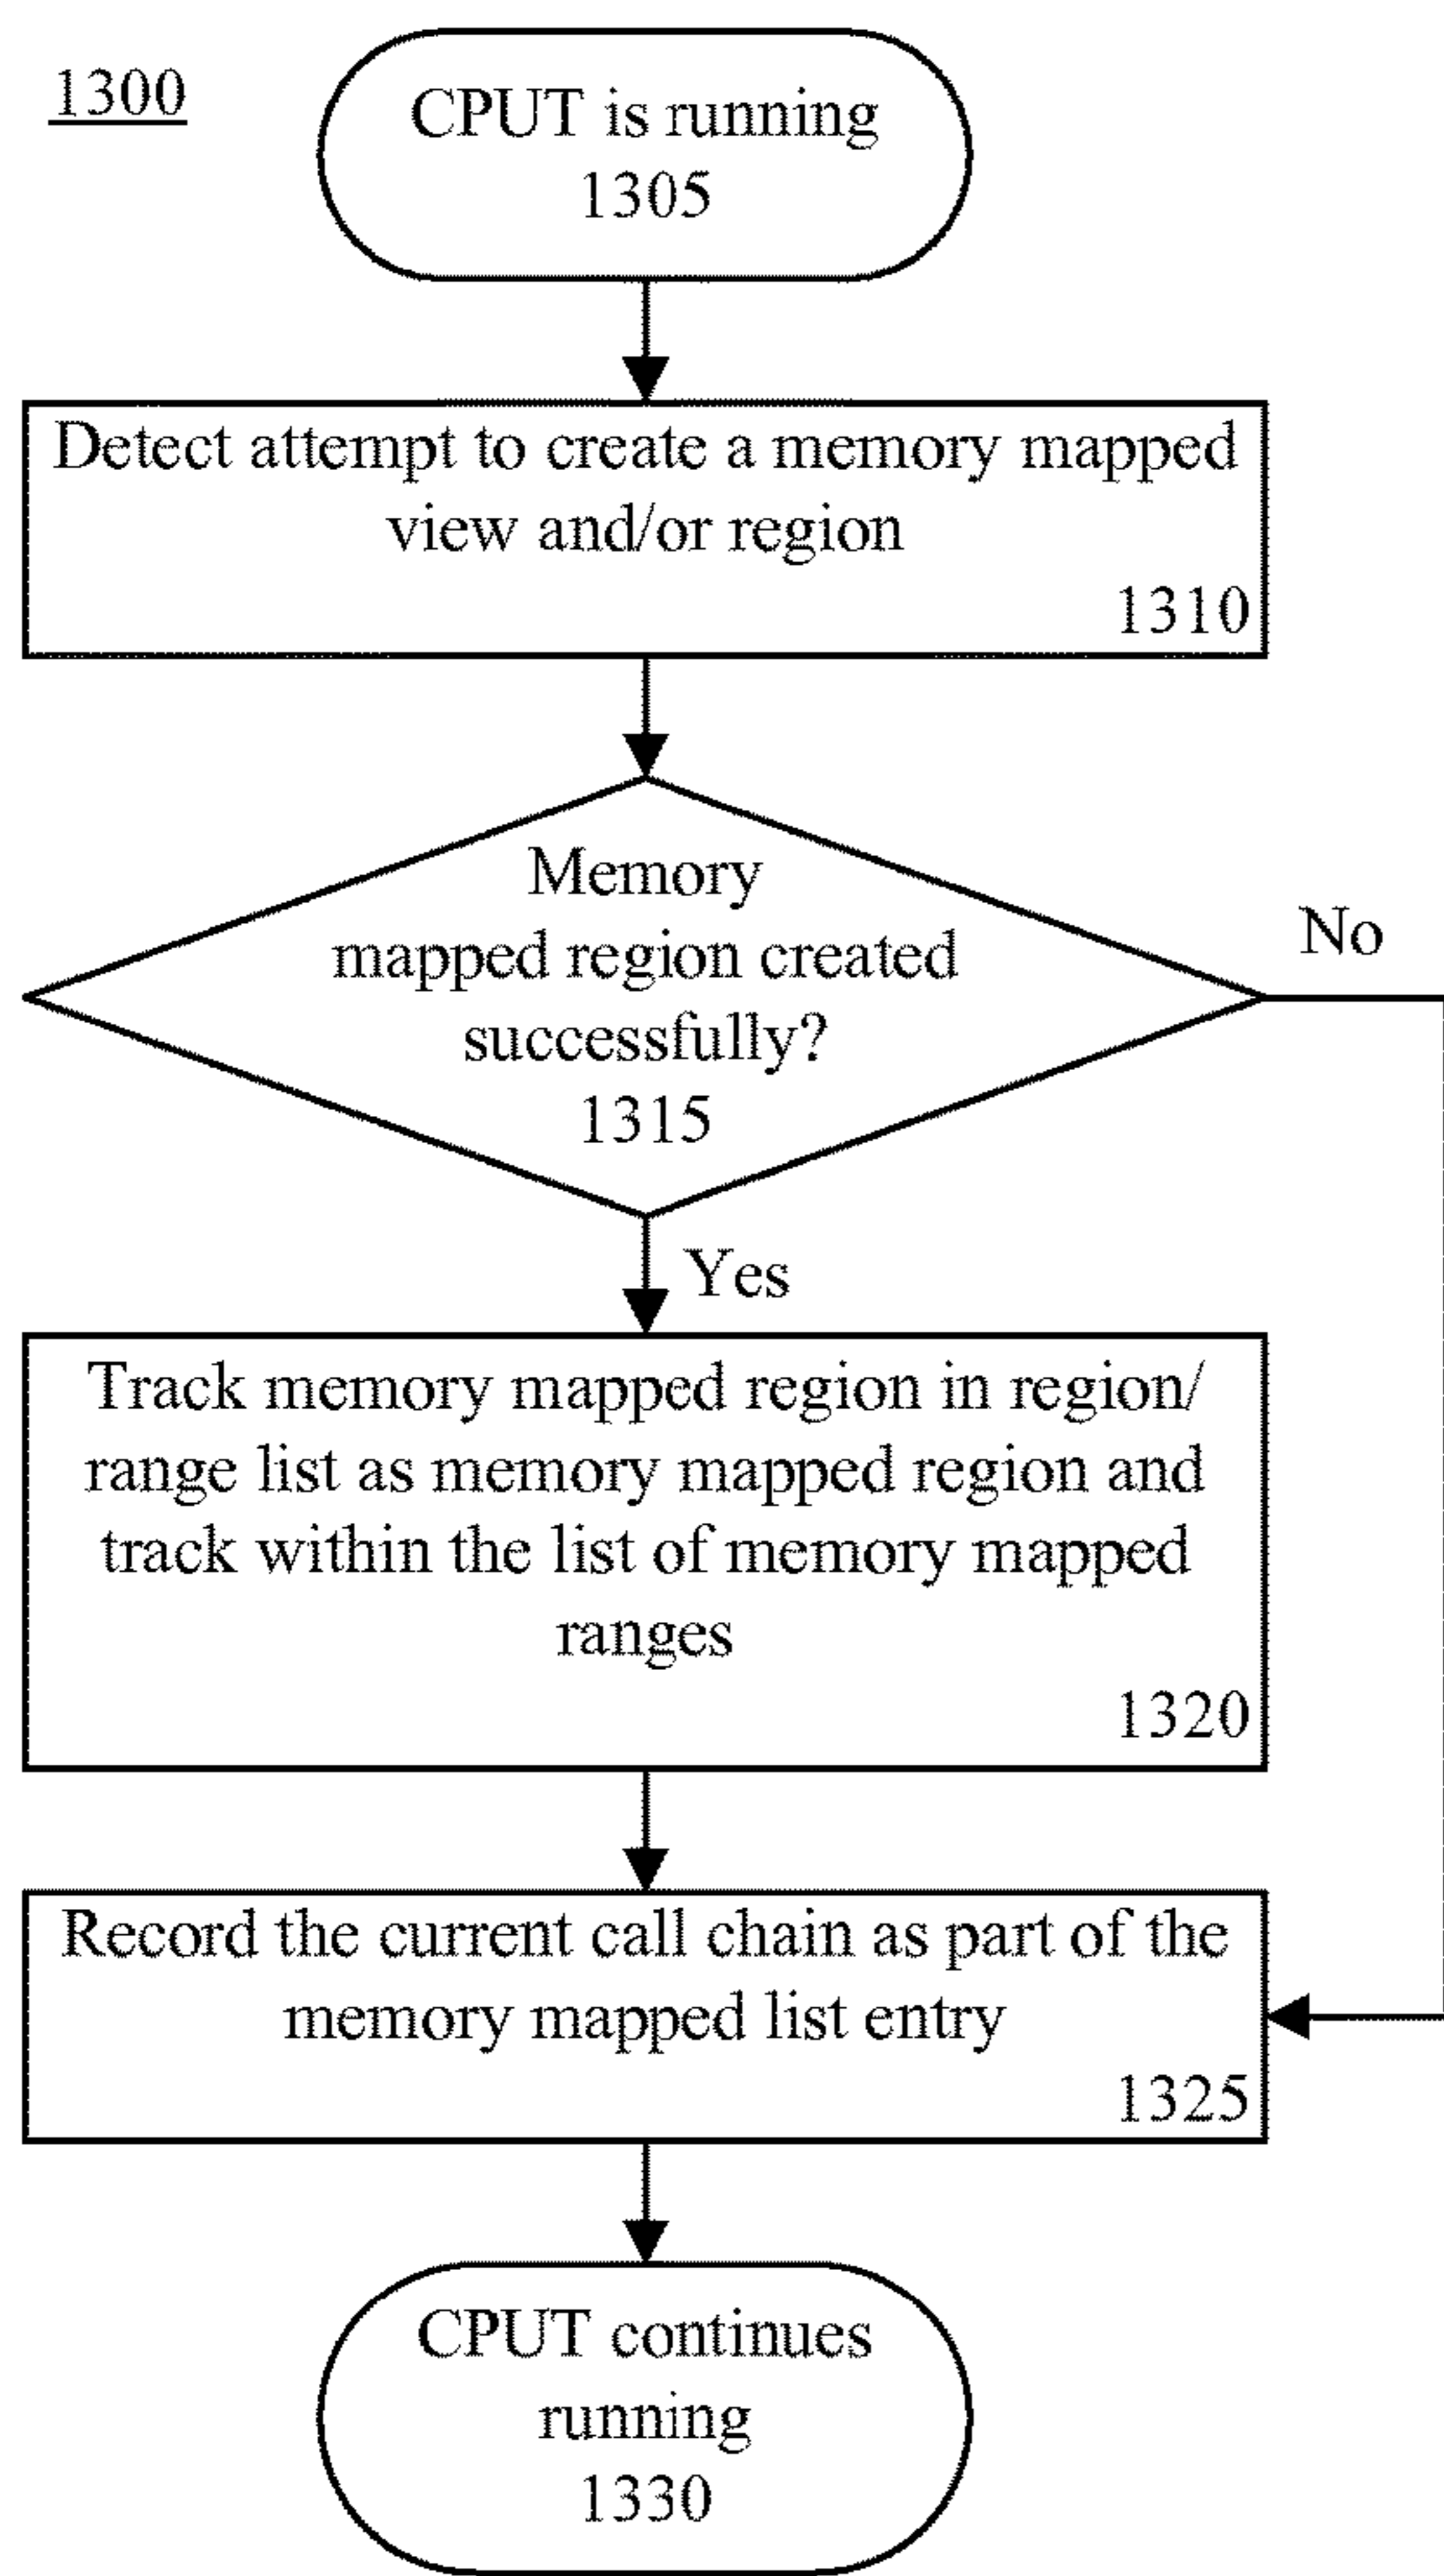 1300
CPUT is running
1305
Detect attempt to create a memory mapped
view and/or region
1310
Memory
mapped region created
successfully?
1315
No
Yes
Track memory mapped region in region/
range list as memory mapped region and
track within the list of memory mapped
ranges
1320
Record the current call chain as part of the
memory mapped list entry
1325
CPUT continues
running
1330